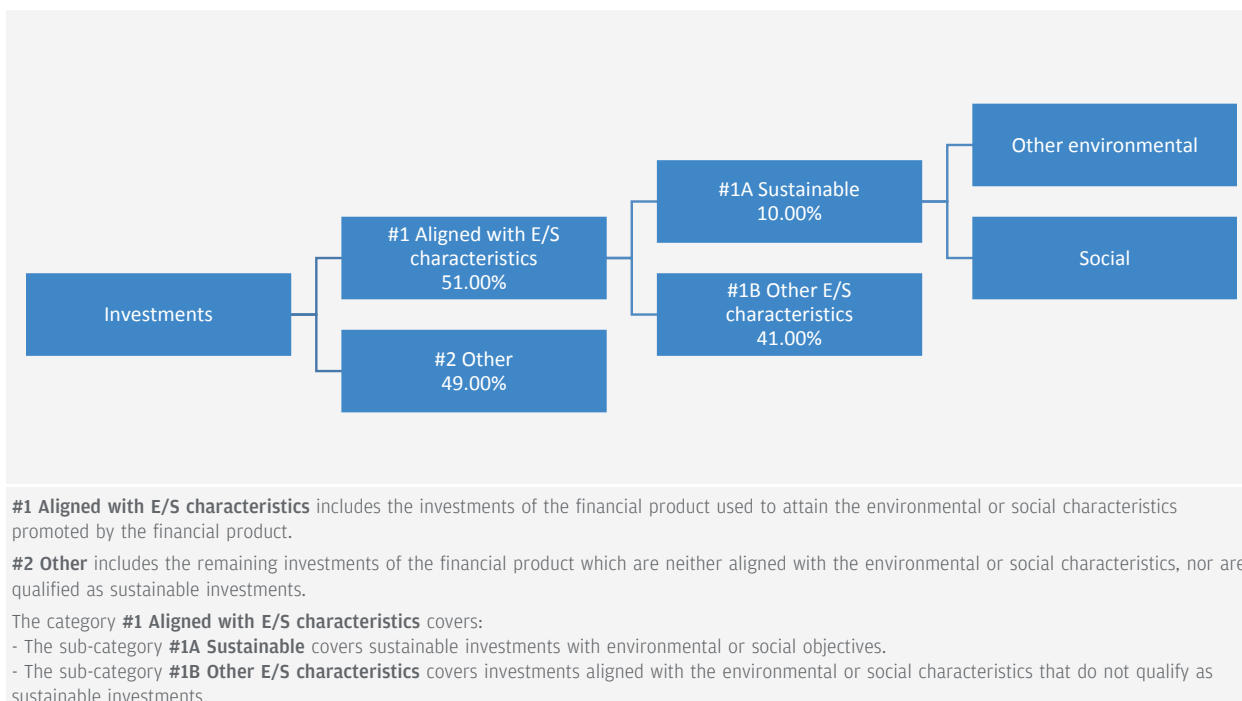 Other environmental
#1A Sustainable
10.00%
#1 Aligned with E/S
characteristics
51.00%
Social
#1B Other E/S
characteristics
41.00%
Investments
#2 Other
49.00%
#1 Aligned with E/S characteristics includes the investments of the financial product used to attain the environmental or social characteristics
promoted by the financial product.
#2 Other includes the remaining investments of the financial product which are neither aligned with the environmental or social characteristics, nor are
qualified as sustainable investments.
The category #1 Aligned with E/S characteristics covers:
- The sub-category #1A Sustainable covers sustainable investments with environmental or social objectives.
- The sub-category #1B Other E/S characteristics covers investments aligned with the environmental or social characteristics that do not qualify as
sustainable investments